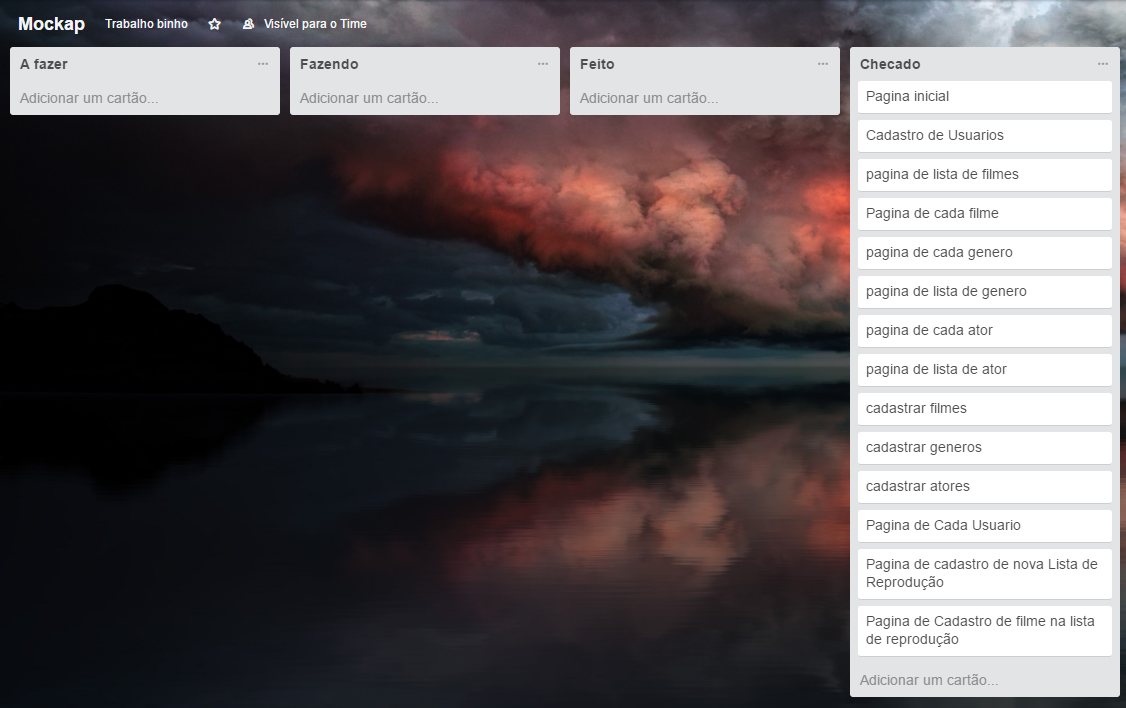 Mockap Trabalho binho Visível para o Time
A fazer
Adicionar um cartão...
Fazendo
Adicionar um cartão...
Feito
Adicionar um cartão...
Checado
Pagina inicial
Cadastro de Usuarios
pagina de lista de filmes
Pagina de cada filme
pagina de cada genero
pagina de lista de genero
pagina de cada ator
pagina de lista de ator
cadastrar filmes
cadastrar generos
cadastrar atores
Pagina de Cada Usuario
Pagina de cadastro de nova Lista de
Reprodução
Pagina de Cadastro de filme na lista
de reprodução
Adicionar um cartão...